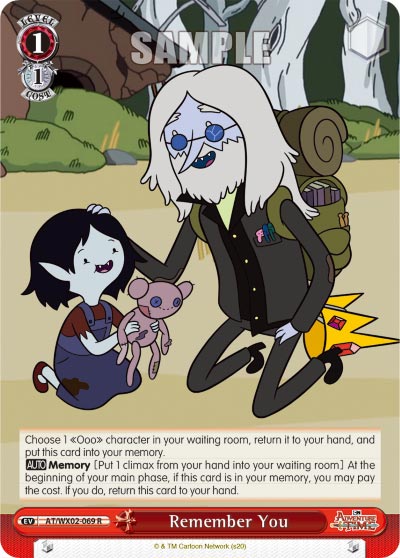 LEVEL
1
1
COST
SAMPLE
Choose 1 «Ooo» character in your waiting room, return it to your hand, and
put this card into your memory.
AUTO Memory [Put 1 climax from your hand into your waiting room] At the
beginning of your main phase, if this card is in your memory, you may pay
the cost. If you do, return this card to your hand.
EV AT/WX02-069 R
Remember You
ADVENTURE TIME
© & TM Cartoon Network (s20)